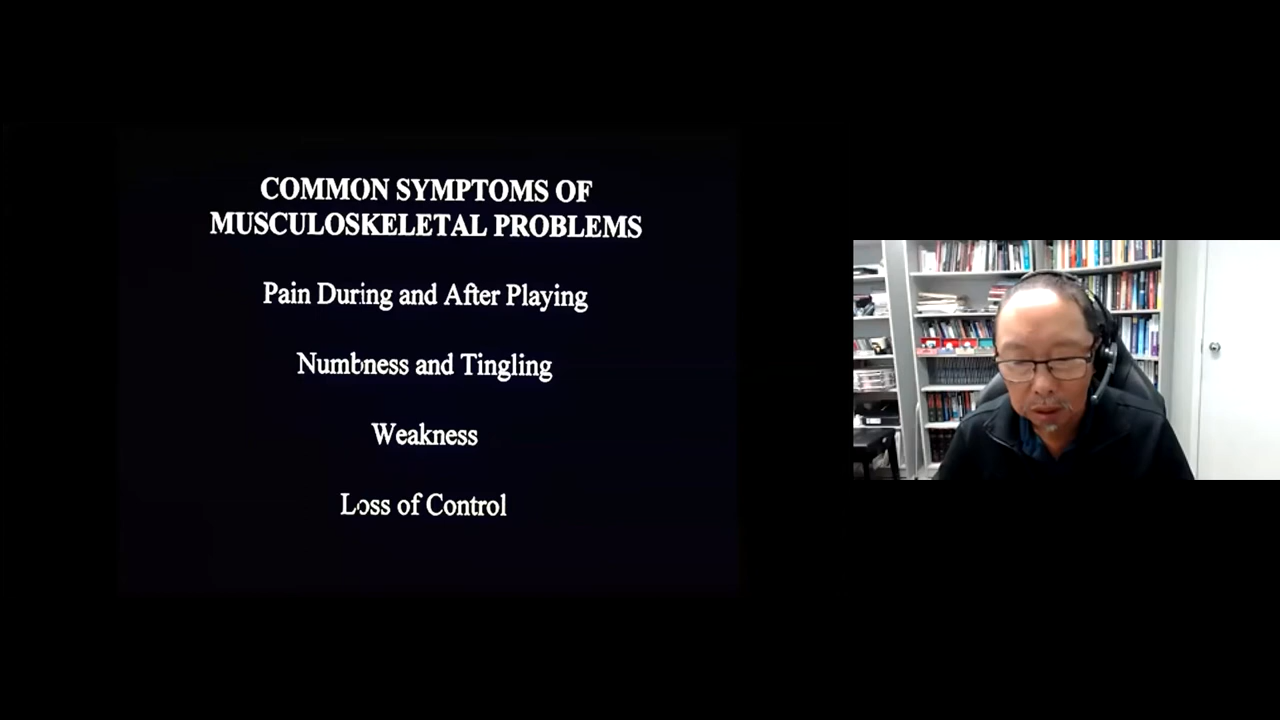 COMMON SYMPTOMS OF
MUSCULOSKELETAL PROBLEMS
Pain During and After Playing
Numbness and Tingling
Weakness
Loss of Control